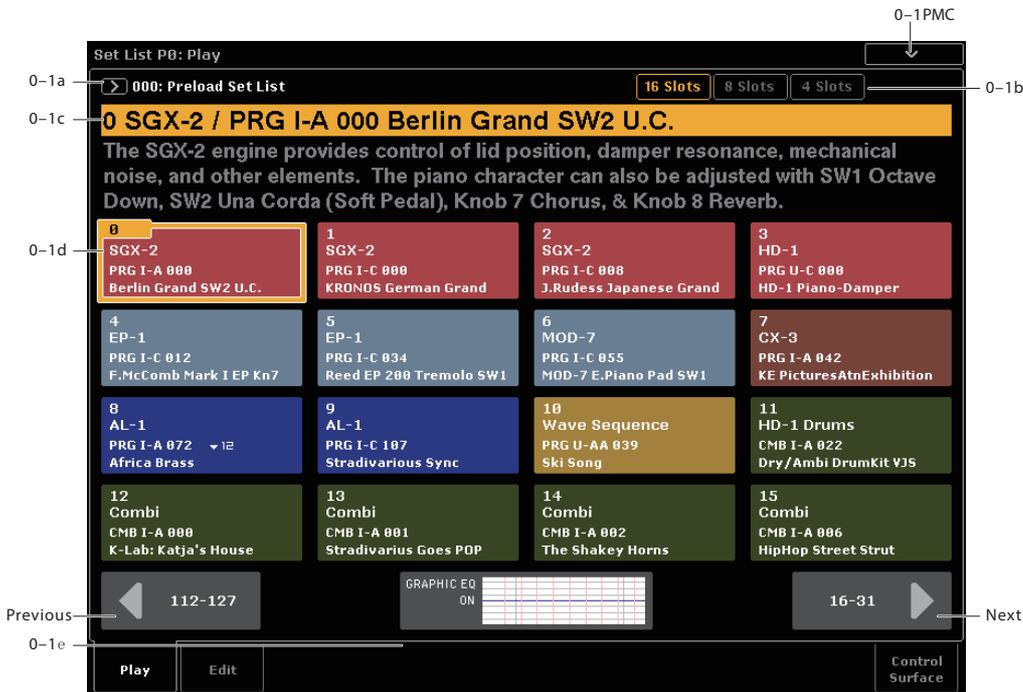 0–1PMC
Set List P0: Play
0–1a
000: Preload Set List
16 Slots
8 Slots
4 Slots
0–1b
0–1c
0 SGX-2 / PRG I-A 000 Berlin Grand SW2 U.C.
The SGX-2 engine provides control of lid position, damper resonance, mechanical
noise, and other elements.  The piano character can also be adjusted with SW1 Octave
Down, SW2 Una Corda (Soft Pedal), Knob 7 Chorus, & Knob 8 Reverb.
0–1d
0
SGX-2
PRG I-A 000
Berlin Grand SW2 U.C.
1
SGX-2
PRG I-C 000
KRONOS German Grand
2
SGX-2
PRG I-C 008
J.Rudess Japanese Grand
3
HD-1
PRG U-C 000
HD-1 Piano-Damper
4
EP-1
PRG I-C 012
F.McComb Mark I EP Kn7
5
EP-1
PRG I-C 034
Reed EP 200 Tremolo SW1
6
MOD-7
PRG I-C 055
MOD-7 E.Piano Pad SW1
7
CX-3
PRG I-A 042
KE PicturesAtnExhibition
8
AL-1
PRG I-A 072 ▾12
Africa Brass
9
AL-1
PRG I-C 107
Stradivarious Sync
10
Wave Sequence
PRG U-AA 039
Ski Song
11
HD-1 Drums
CMB I-A 022
Dry/Ambi DrumKit VJS
12
Combi
CMB I-A 000
K-Lab: Katja's House
13
Combi
CMB I-A 001
Stradivarius Goes POP
14
Combi
CMB I-A 002
The Shakey Horns
15
Combi
CMB I-A 006
HipHop Street Strut
Previous
112-127
GRAPHIC EQ
ON
16-31
Next
0–1e
Play
Edit
Control
Surface